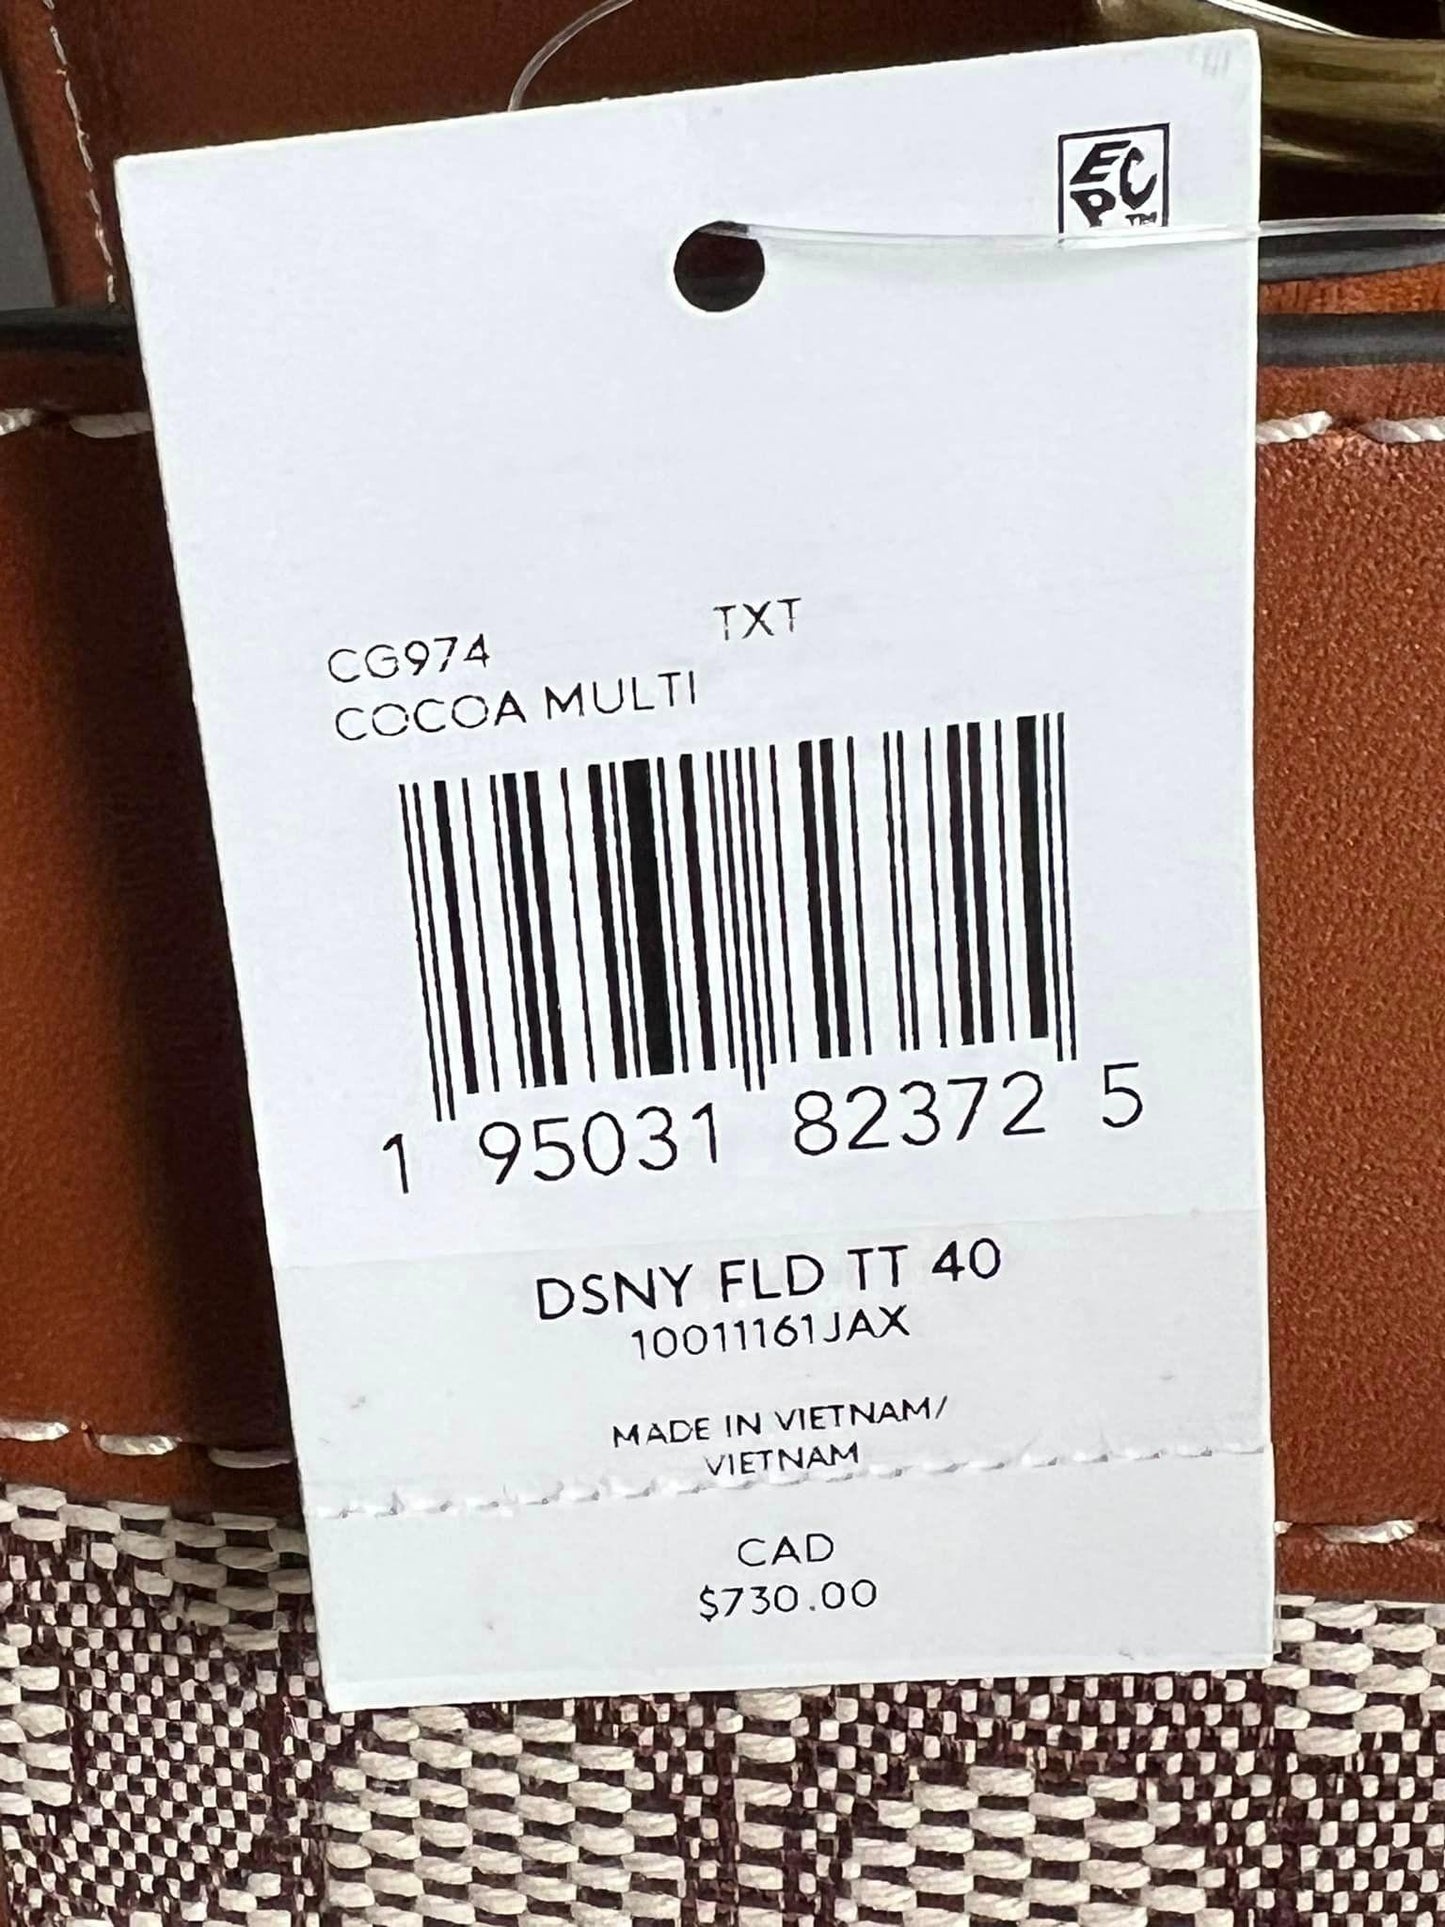 EPC™
TXT
CG974
COCOA MULTI
1 95031 82372 5
DSNY FLD TT 40
10011161JAX
MADE IN VIETNAM/
VIETNAM
CAD
$730.00